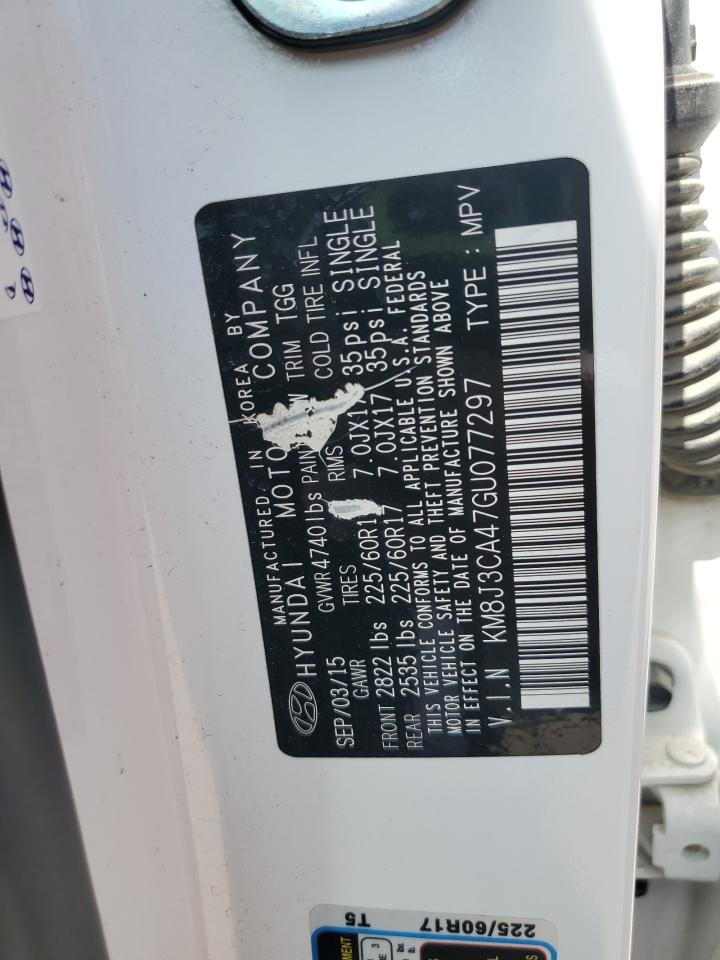 MANUFACTURED IN KOREA BY
HYUNDAI MOTO COMPANY
SEP/03/15 GVWR 4740 lbs PAINT W TRIM TGG
GAWR TIRES RIMS COLD TIRE INFL
FRONT 2822 lbs 225/60R1 7.0JX1 35psi SINGLE
REAR 2535 lbs 225/60R17 7.0JX17 35psi SINGLE
THIS VEHICLE CONFORMS TO ALL APPLICABLE U.S.A. FEDERAL
MOTOR VEHICLE SAFETY AND THEFT PREVENTION STANDARDS
IN EFFECT ON THE DATE OF MANUFACTURE SHOWN ABOVE
V.I.N KM8J3CA47GU077297 TYPE : MPV
T5 225/60R17